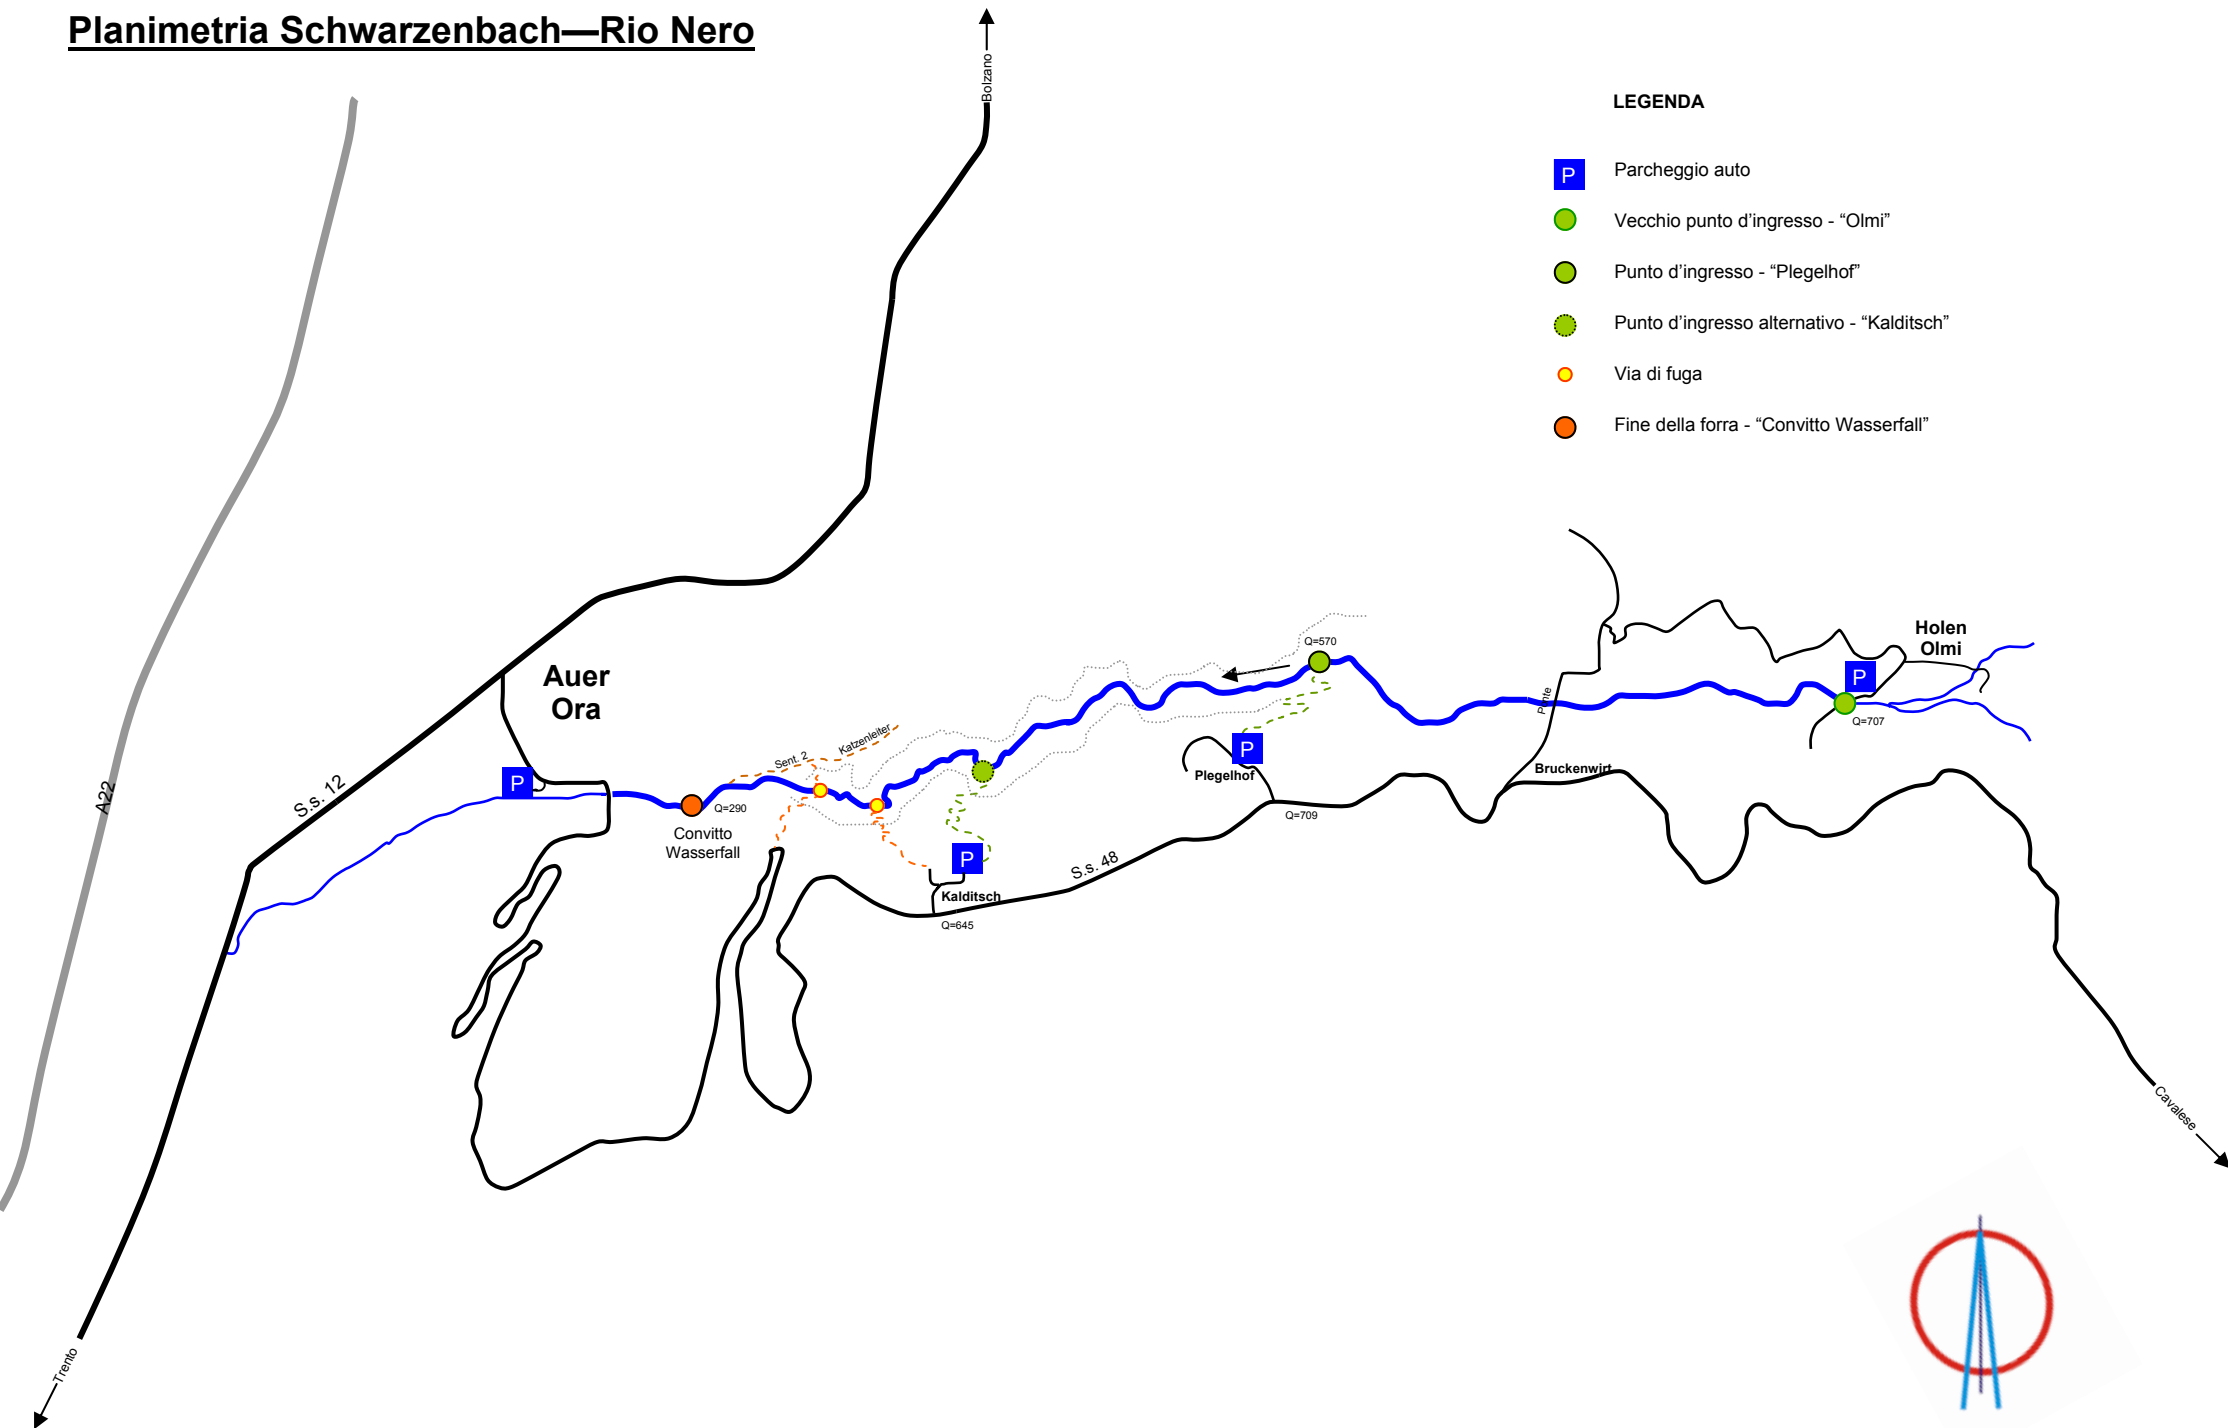 Planimetria Schwarzenbach—Rio Nero
Bolzano
LEGENDA
P Parcheggio auto
Vecchio punto d’ingresso - “Olmi”
Punto d’ingresso - “Plegelhof”
Punto d’ingresso alternativo - “Kalditsch”
Via di fuga
Fine della forra - “Convitto Wasserfall”
Holen
Olmi
P
Q=707
Q=570
Auer
Ora
Ponte
Katzenleiter
Sent. 2
P
Plegelhof
Bruckenwirt
P
A22
S.s. 12
Q=290
Convitto
Wasserfall
Q=709
P
S.s. 48
Kalditsch
Q=645
Cavalese
Trento